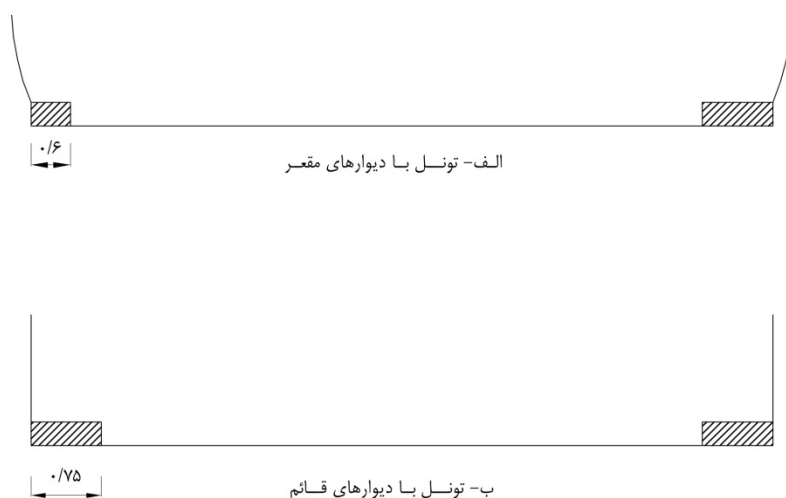 ۰/۶
الف- تونل با دیوارهای مقعر
۰/۷۵
ب- تونل با دیوارهای قائم